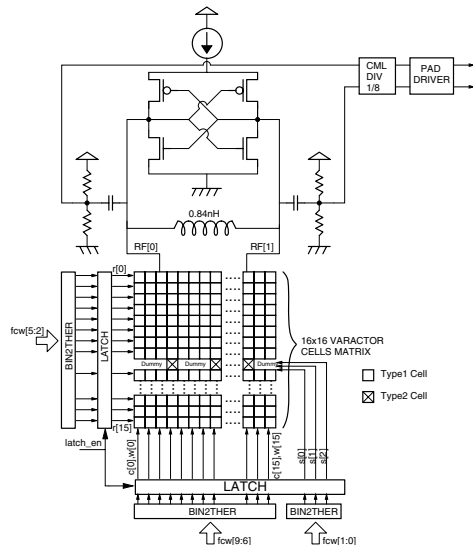 CML
DIV
1/8
PAD
DRIVER
0.84nH
RF[0]
RF[1]
r[0]
BIN2THER
LATCH
fcw[5:2]
16x16 VARACTOR
CELLS MATRIX
Dummy
Dummy
Dummy
Type1 Cell
Type2 Cell
r[15]
latch_en
c[0],w[0]
c[15],w[15]
s[0]
s[1]
s[2]
LATCH
BIN2THER
BIN2THER
fcw[9:6]
fcw[1:0]